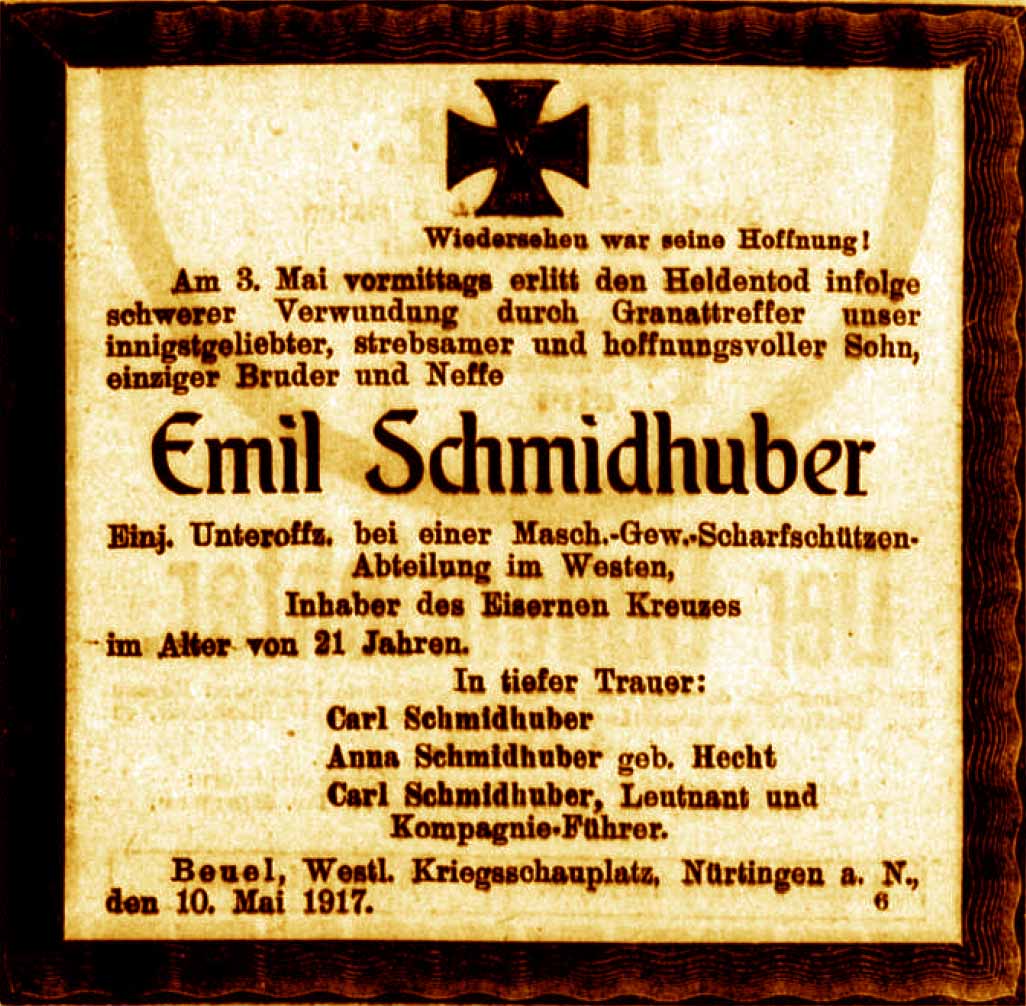 W
Wiedersehen war seine Hoffnung!
Am 3. Mai vormittags erlitt den Heldentod infolge
schwerer Verwundung durch Granattreffer unser
innigstgeliebter, strebsamer und hoffnungsvoller Sohn,
einziger Bruder und Neffe
Emil Schmidhuber
Einj. Unteroffz. bei einer Masch.-Gew.-Scharfschützen-
Abteilung im Westen,
Inhaber des Eisernen Kreuzes
im Alter von 21 Jahren.
In tiefer Trauer:
Carl Schmidhuber
Anna Schmidhuber geb. Hecht
Carl Schmidhuber, Leutnant und
Kompagnie-Führer.
Beuel, Westl. Kriegsschauplatz, Nürtingen a. N.,
den 10. Mai 1917. 6